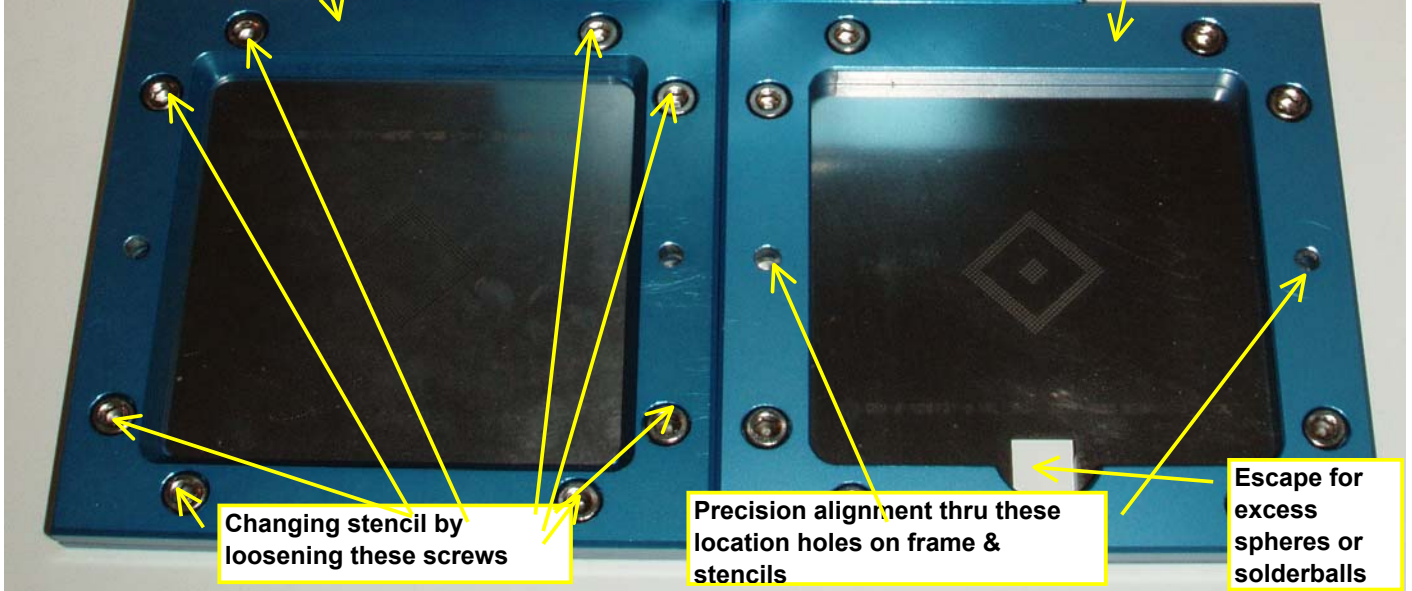 Changing stencil by
loosening these screws
Precision alignment thru these
location holes on frame &
stencils
Escape for
excess
spheres or
solderballs